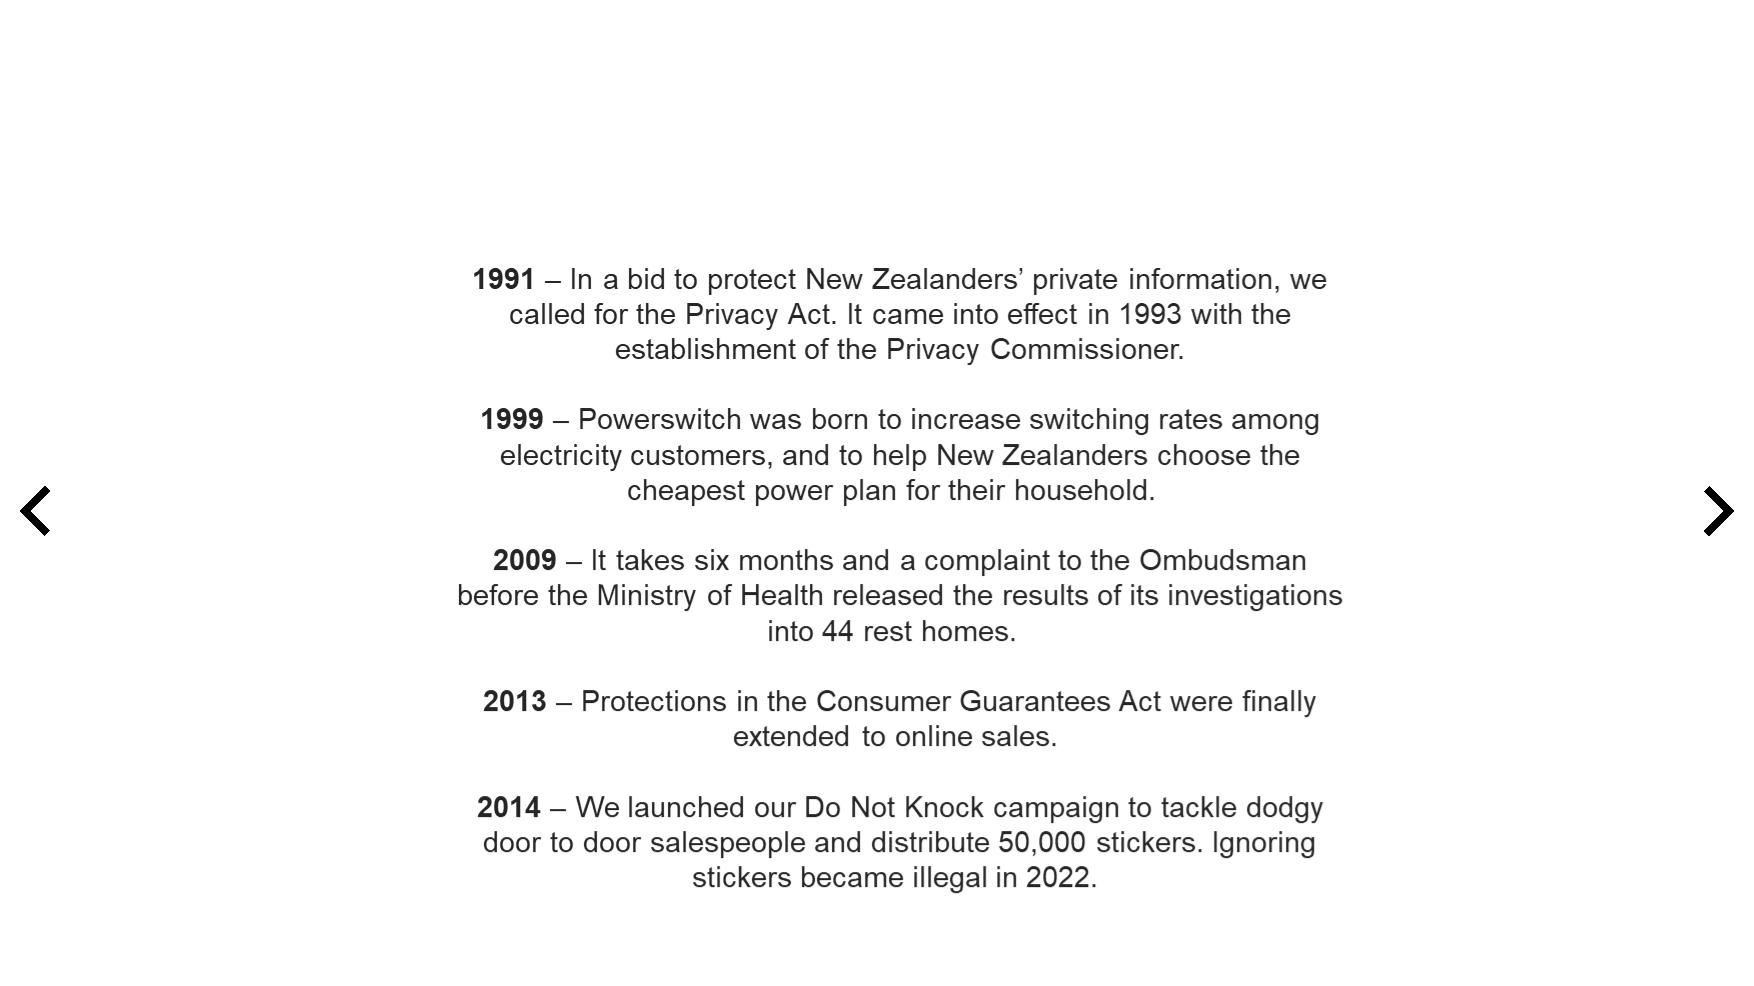 1991 – In a bid to protect New Zealanders’ private information, we
called for the Privacy Act. It came into effect in 1993 with the
establishment of the Privacy Commissioner.
1999 – Powerswitch was born to increase switching rates among
electricity customers, and to help New Zealanders choose the
cheapest power plan for their household.
2009 – It takes six months and a complaint to the Ombudsman
before the Ministry of Health released the results of its investigations
into 44 rest homes.
2013 – Protections in the Consumer Guarantees Act were finally
extended to online sales.
2014 – We launched our Do Not Knock campaign to tackle dodgy
door to door salespeople and distribute 50,000 stickers. Ignoring
stickers became illegal in 2022.